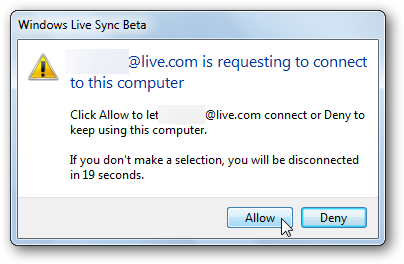 Windows Live Sync Beta
@live.com is requesting to connect
to this computer
Click Allow to let @live.com connect or Deny to
keep using this computer.
If you don't make a selection, you will be disconnected
in 19 seconds.
Allow Deny